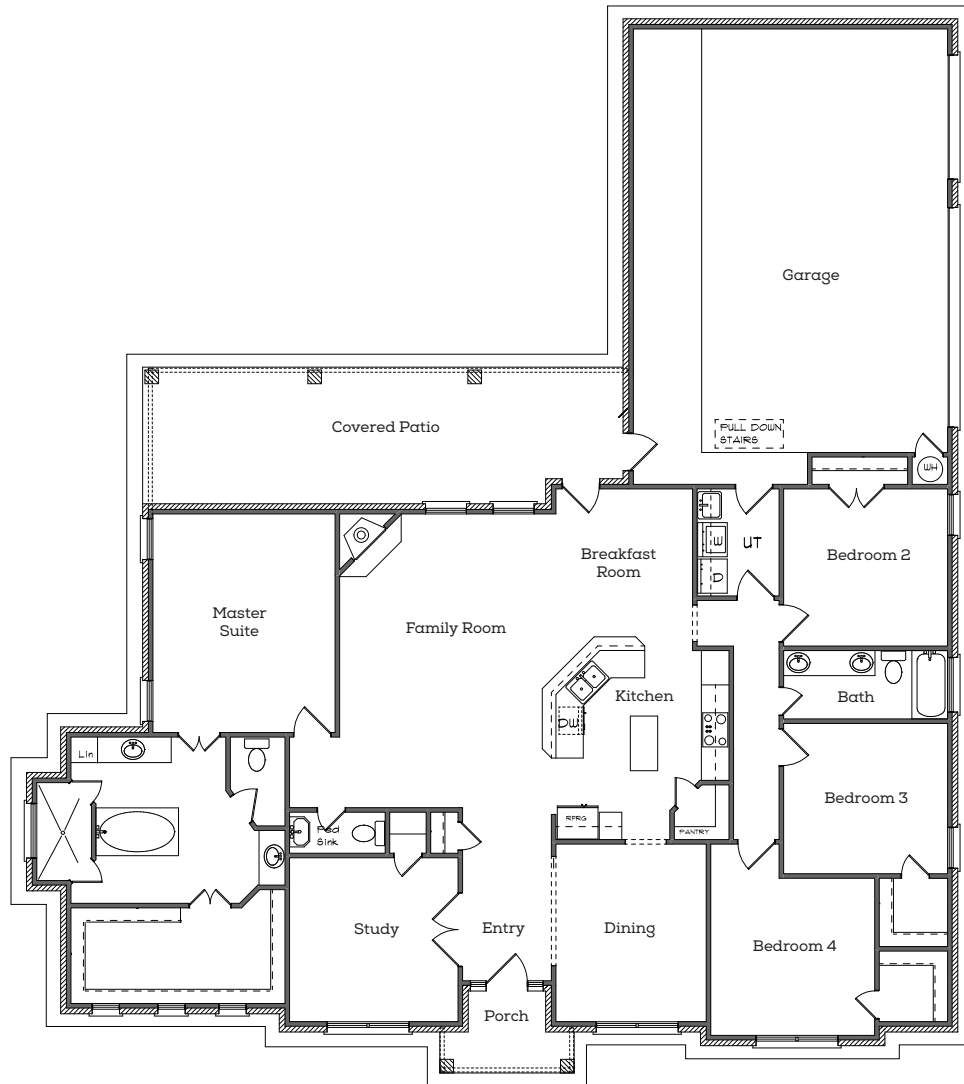 Garage
PULL DOWN
STAIRS
WH
Covered Patio
Breakfast
Room
W
UT
D
Bedroom 2
Master
Suite
Family Room
Kitchen
DW
Bath
Lin
Bedroom 3
RFRG
PANTRY
Ped
Sink
Study
Entry
Dining
Bedroom 4
Porch